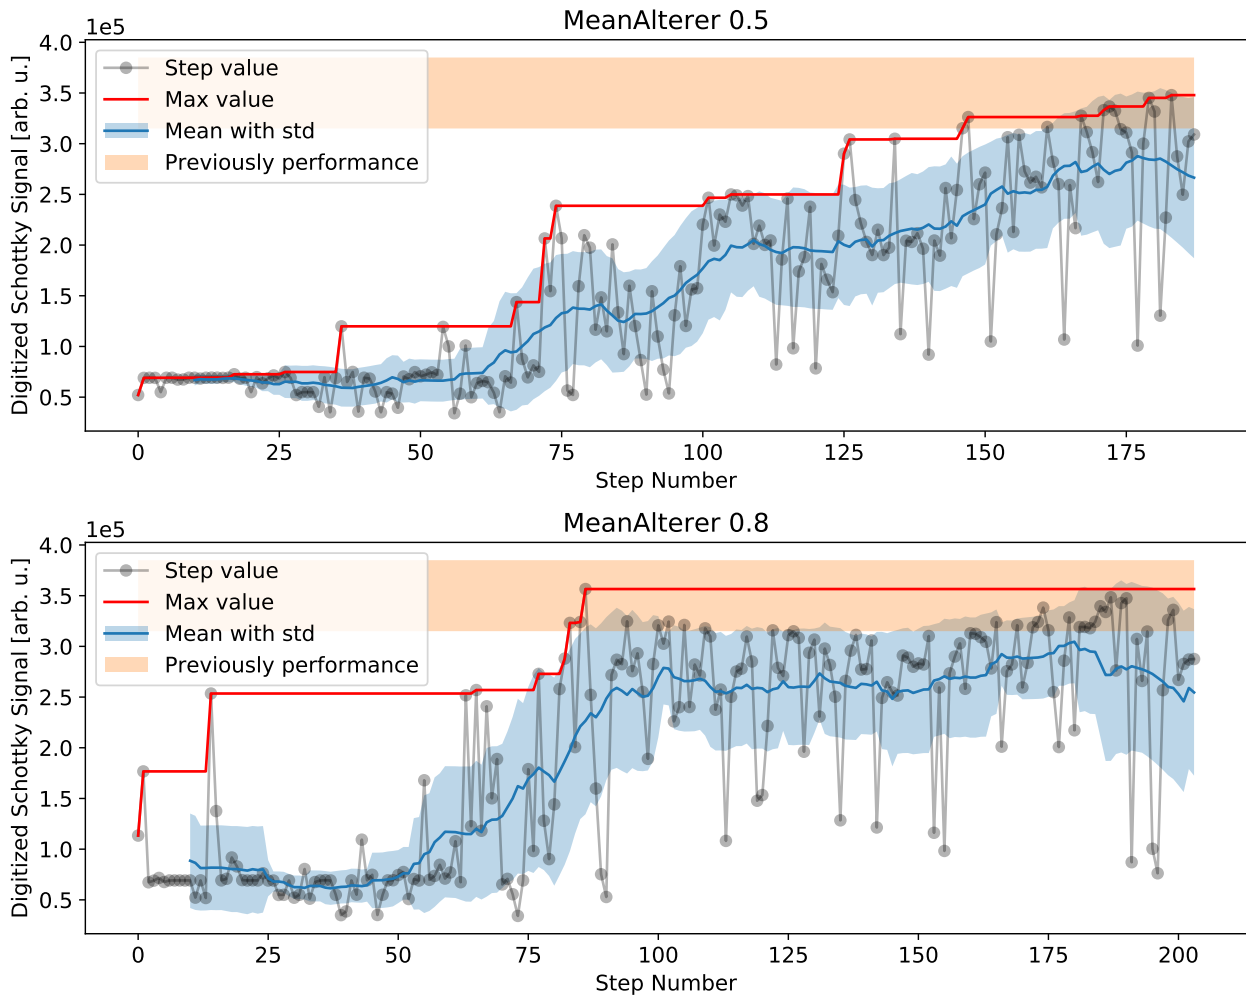 MeanAlterer 0.5
1e5
4.0
3.5
3.0
2.5
2.0
1.5
1.0
0.5
Digitized Schottky Signal [arb. u.]
Step value
Max value
Mean with std
Previously performance
0 25 50 75 100 125 150 175
Step Number
MeanAlterer 0.8
1e5
4.0
3.5
3.0
2.5
2.0
1.5
1.0
0.5
Digitized Schottky Signal [arb. u.]
Step value
Max value
Mean with std
Previously performance
0 25 50 75 100 125 150 175 200
Step Number